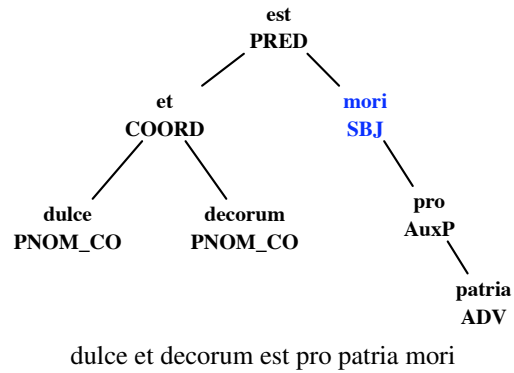 est
PRED
et
COORD
mori
SBJ
dulce
PNOM_CO
decorum
PNOM_CO
pro
AuxP
patria
ADV
dulce et decorum est pro patria mori